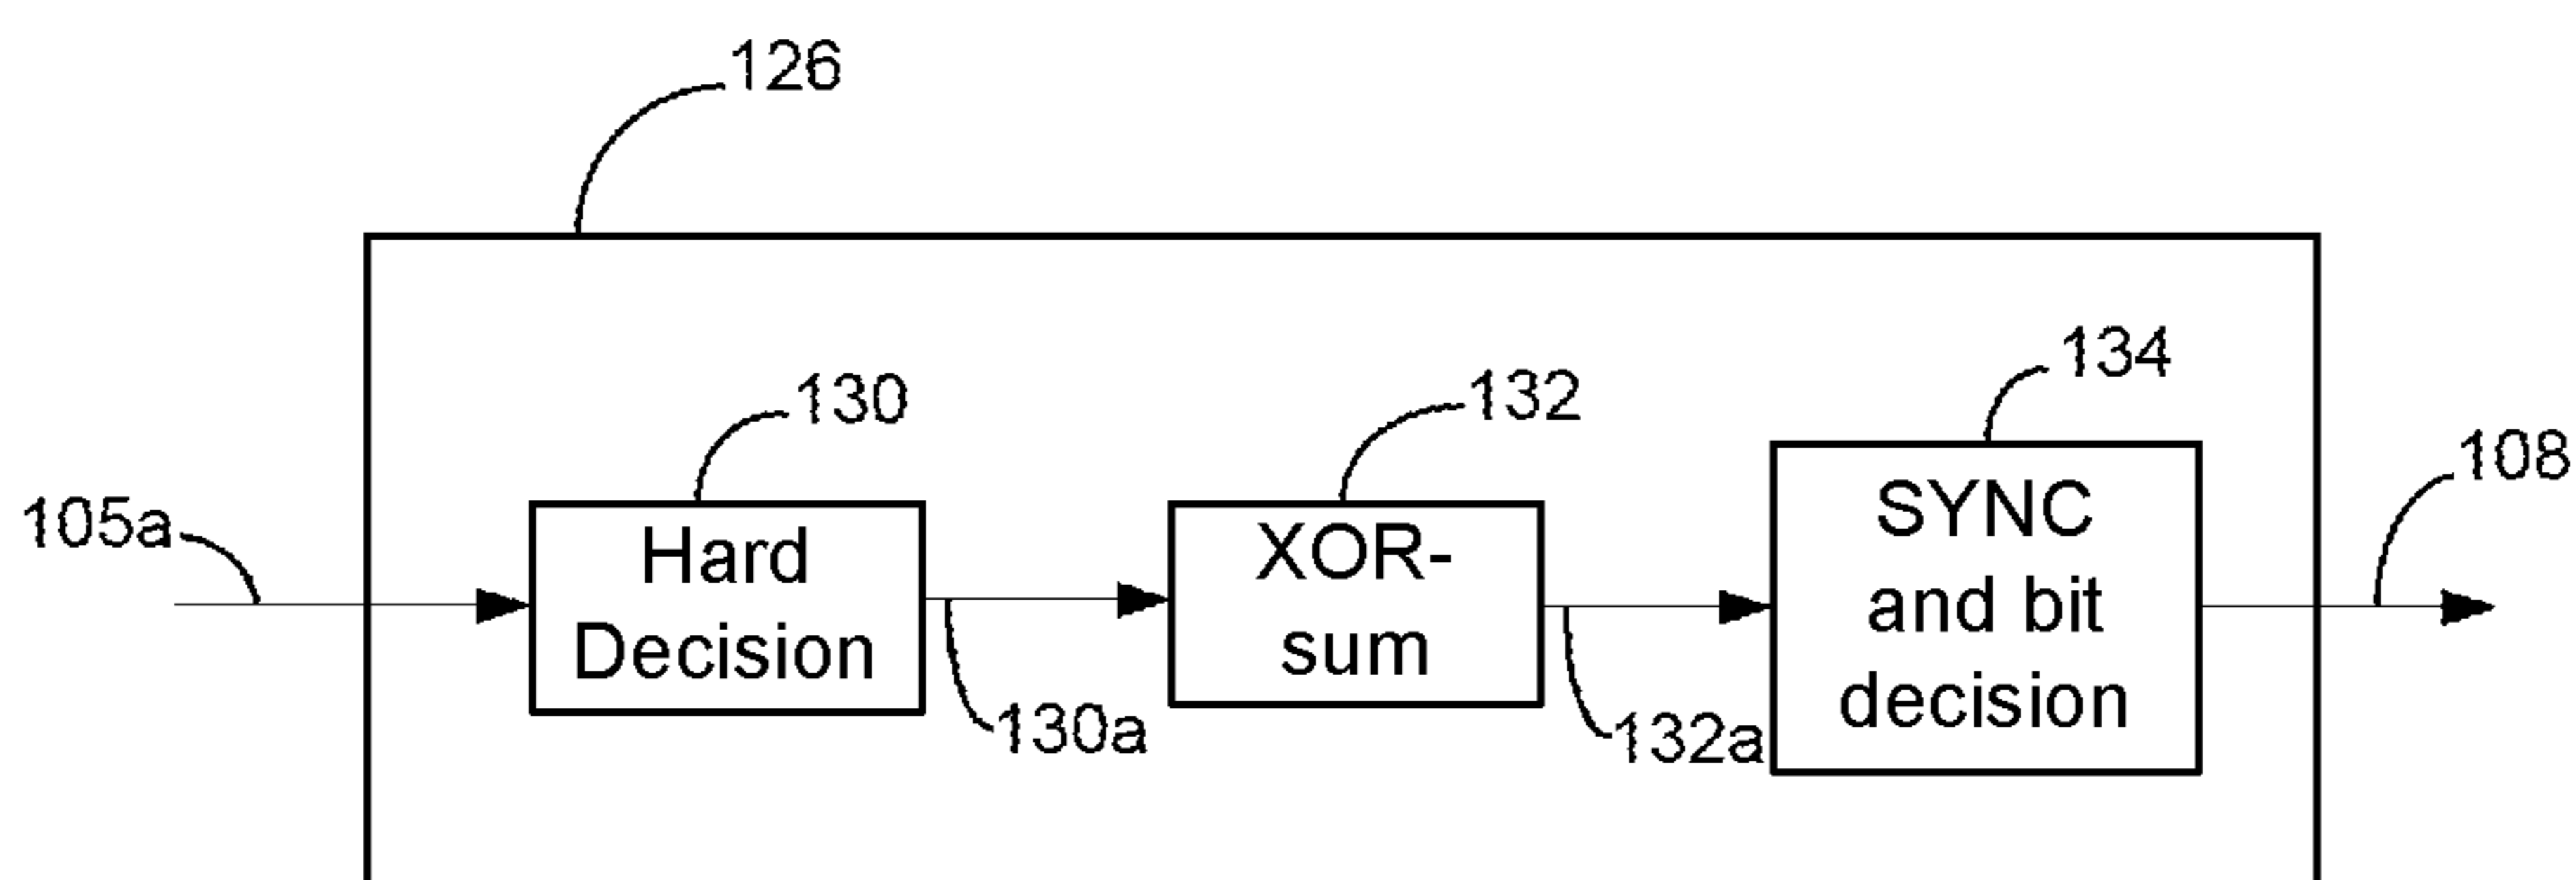 126
134
130
132
108
105a
Hard
Decision
XOR-
sum
SYNC
and bit
decision
130a
132a